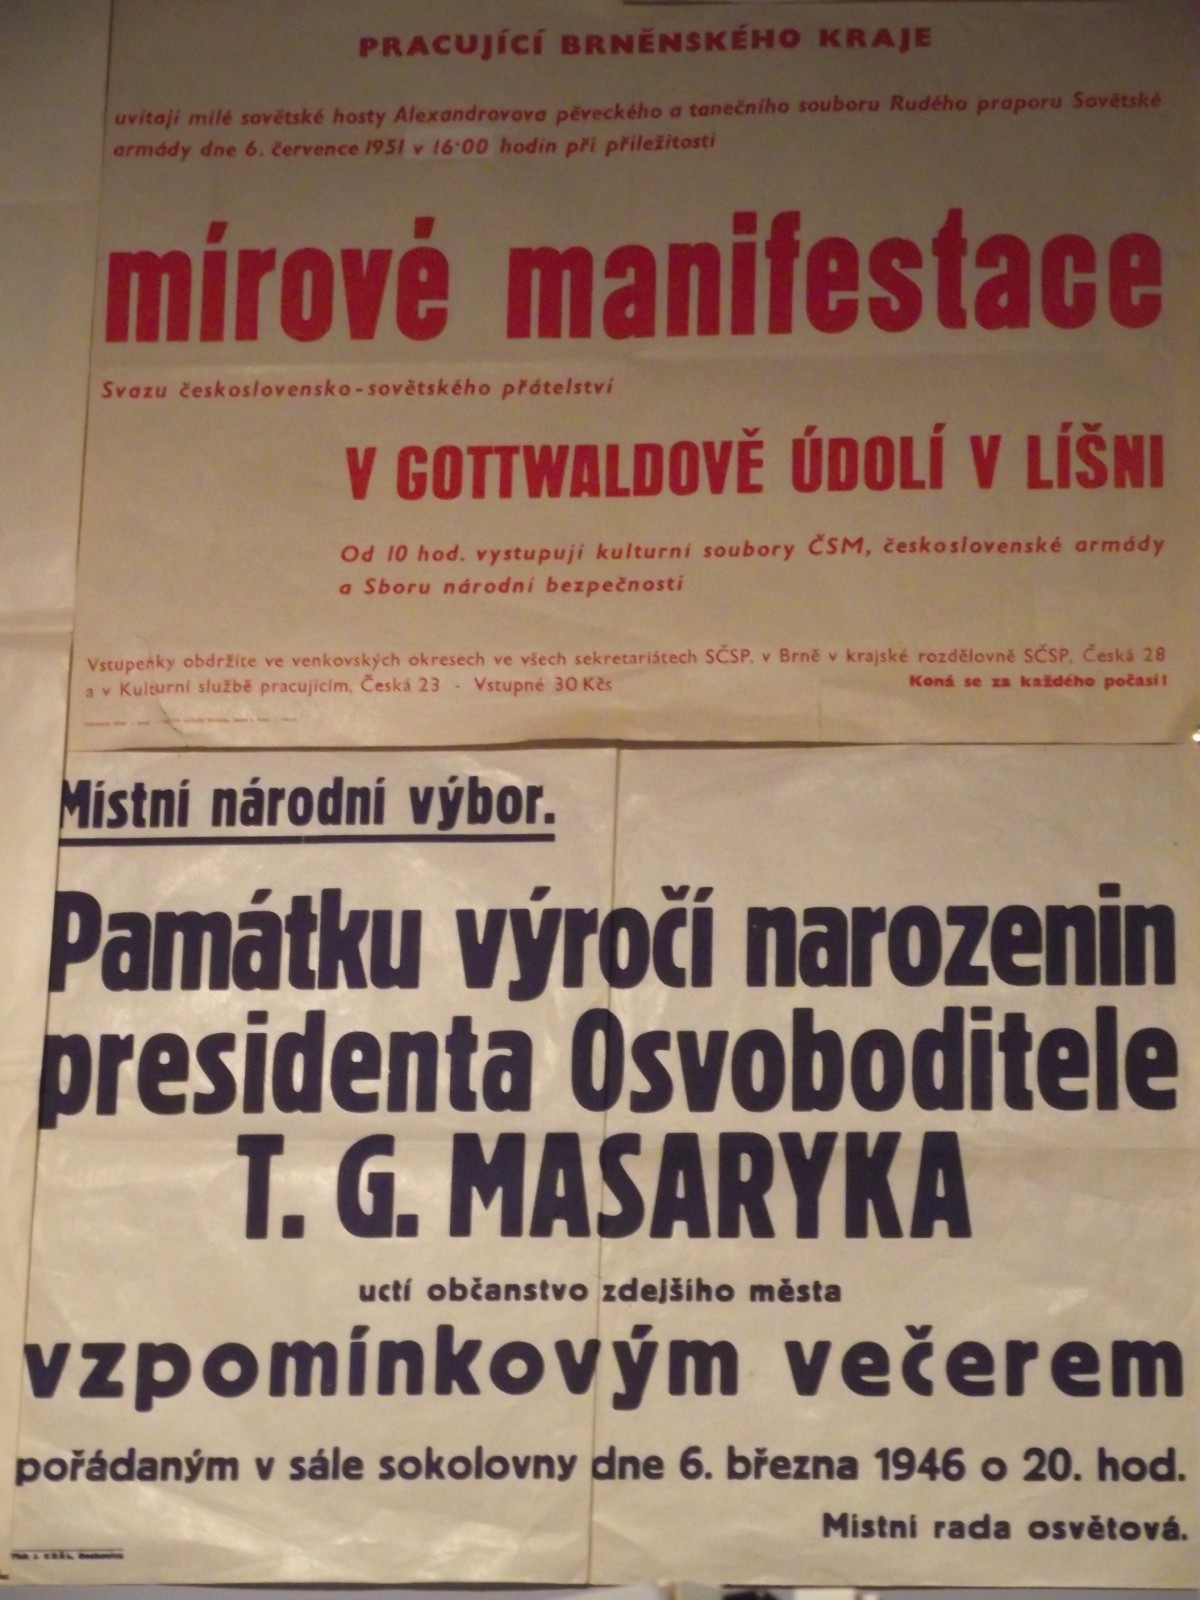 PRACUJÍCÍ BRNĚNSKÉHO KRAJE
uvítají milé sovětské hosty Alexandrovova pěveckého a tanečního souboru Rudého praporu Sovětské
armády dne 6. července 1951 v 16·00 hodin při příležitosti
mírové manifestace
Svazu československo-sovětského přátelství
V GOTTWALDOVĚ ÚDOLÍ V LÍŠNI
Od 10 hod. vystupují kulturní soubory ČSM, československé armády
a Sboru národní bezpečnosti
Vstupenky obdržíte ve venkovských okresech ve všech sekretariátech SČSP, v Brně v krajské rozdělovně SČSP, Česká 28
a v Kulturní službě pracujícím, Česká 23 - Vstupné 30 Kčs
Koná se za každého počasí!
Místní národní výbor.
Památku výročí narozenin
presidenta Osvoboditele
T. G. MASARYKA
uctí občanstvo zdejšího města
vzpomínkovým večerem
pořádaným v sále sokolovny dne 6. března 1946 o 20. hod.
Místní rada osvětová.